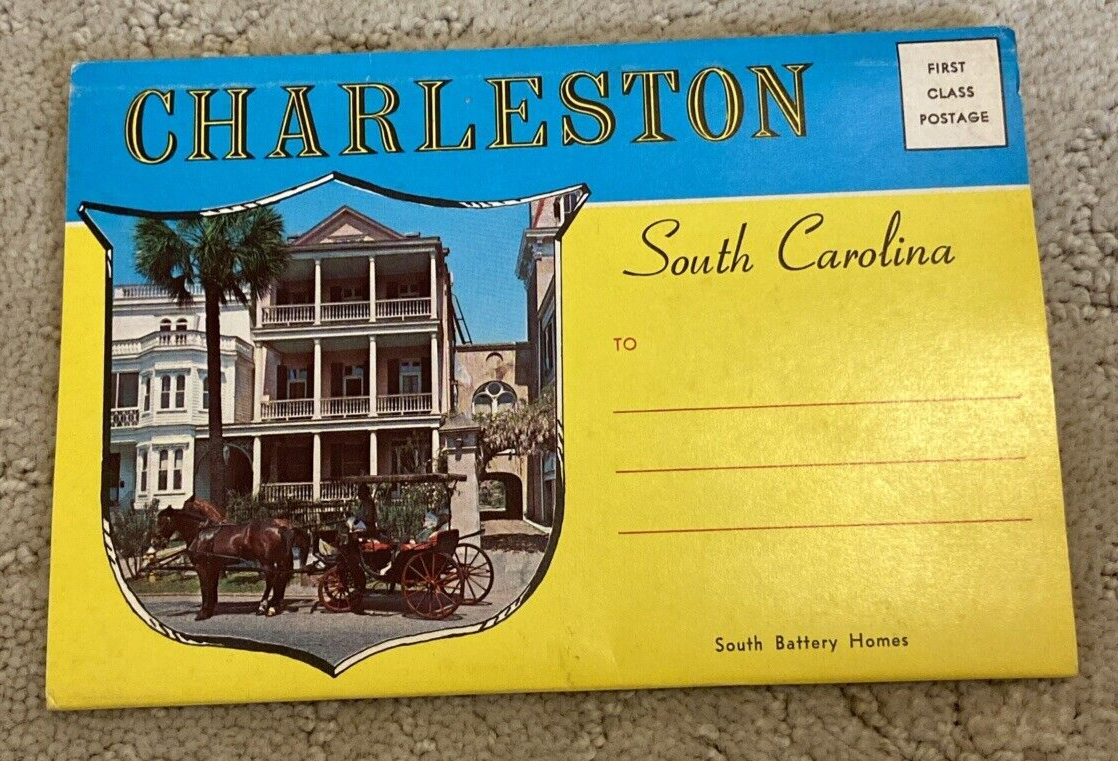 CHARLESTON
FIRST
CLASS
POSTAGE
South Carolina
TO
South Battery Homes